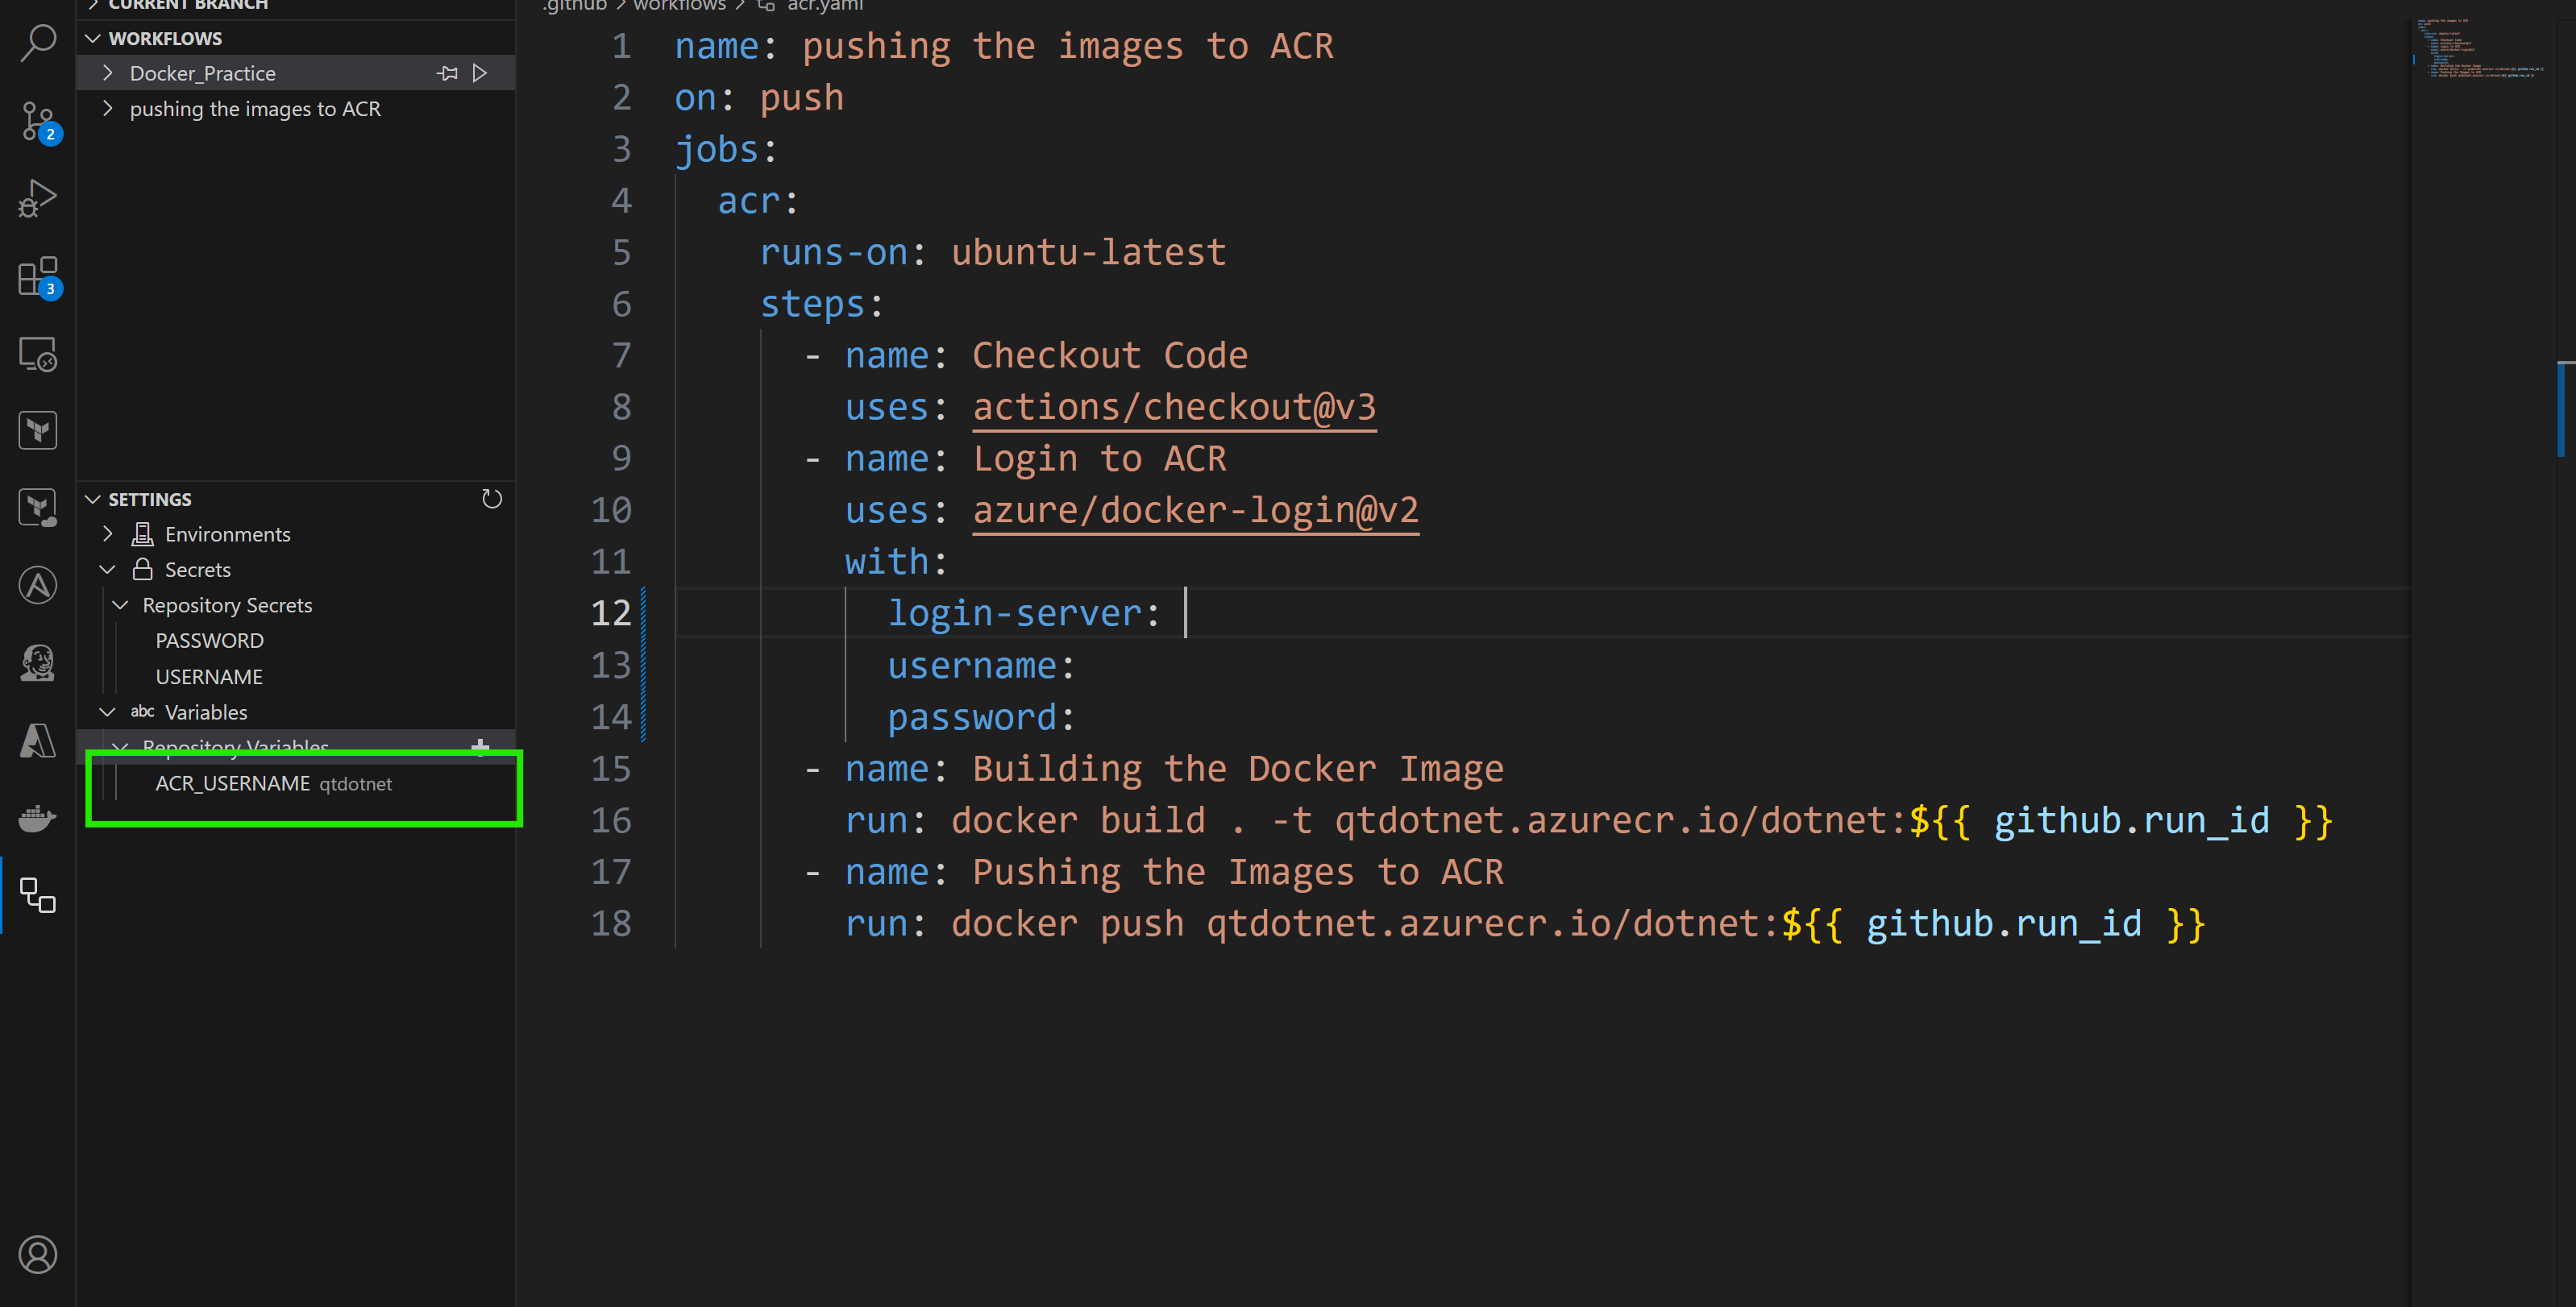 CURRENT BRANCH
WORKFLOWS
Docker_Practice
pushing the images to ACR
2
3
SETTINGS
Environments
Secrets
Repository Secrets
PASSWORD
USERNAME
abc Variables
Repository Variables
ACR_USERNAME qtdotnet
.github > workflows > acr.yaml
1 name: pushing the images to ACR
2 on: push
3 jobs:
4 acr:
5 runs-on: ubuntu-latest
6 steps:
7 - name: Checkout Code
8 uses: actions/checkout@v3
9 - name: Login to ACR
10 uses: azure/docker-login@v2
11 with:
12 login-server:
13 username:
14 password:
15 - name: Building the Docker Image
16 run: docker build . -t qtdotnet.azurecr.io/dotnet:${{ github.run_id }}
17 - name: Pushing the Images to ACR
18 run: docker push qtdotnet.azurecr.io/dotnet:${{ github.run_id }}